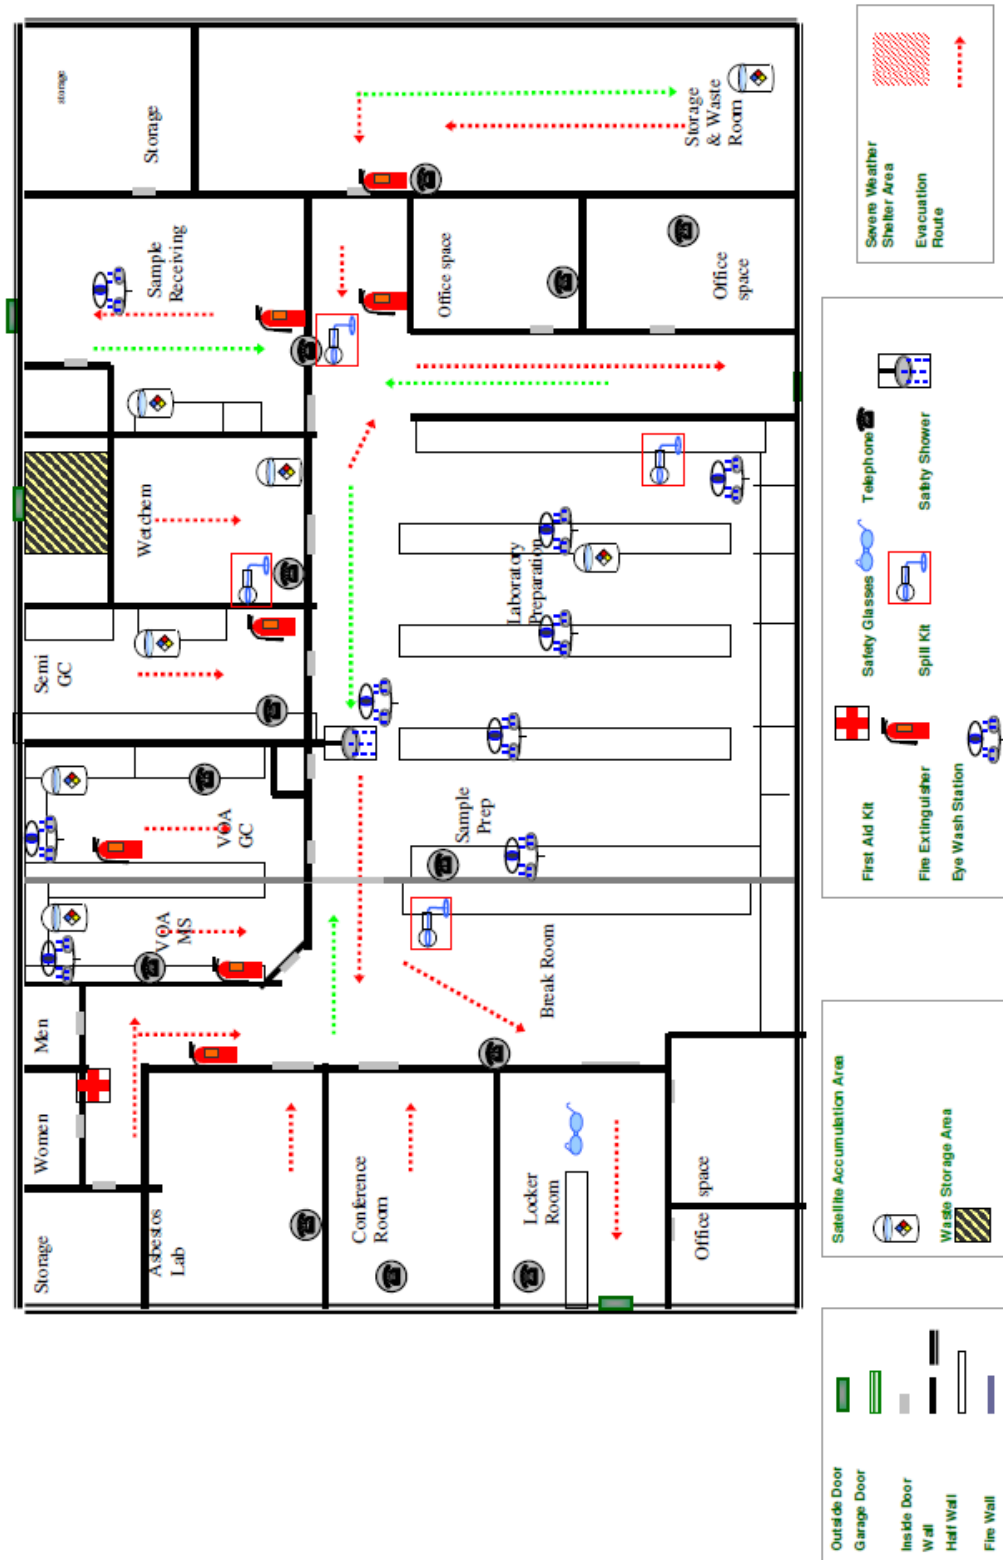 storage
Storage
Storage
& Waste
Room
Sample
Receiving
Office space
Office
space
Wetchem
Laboratory
Preparation
Semi
GC
Sample
Prep
VOA
GC
VOA
MS
Break Room
Men
Women
Storage
Asbestos
Lab
Conference
Room
Locker
Room
Office space
Severe Weather
Shelter Area
Evacuation
Route
First Aid Kit
Safety Glasses
Telephone
Fire Extinguisher
Spill Kit
Safety Shower
Eye Wash Station
Satellite Accumulation Area
Waste Storage Area
Outside Door
Garage Door
Inside Door
Wall
Half Wall
Fire Wall